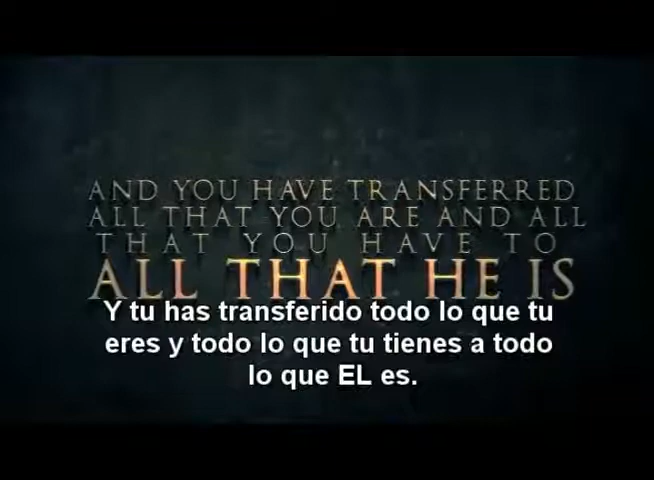 AND YOU HAVE TRANSFERRED
ALL THAT YOU ARE AND ALL
THAT YOU HAVE TO
ALL THAT HE IS
Y tu has transferido todo lo que tu
eres y todo lo que tu tienes a todo
lo que EL es.